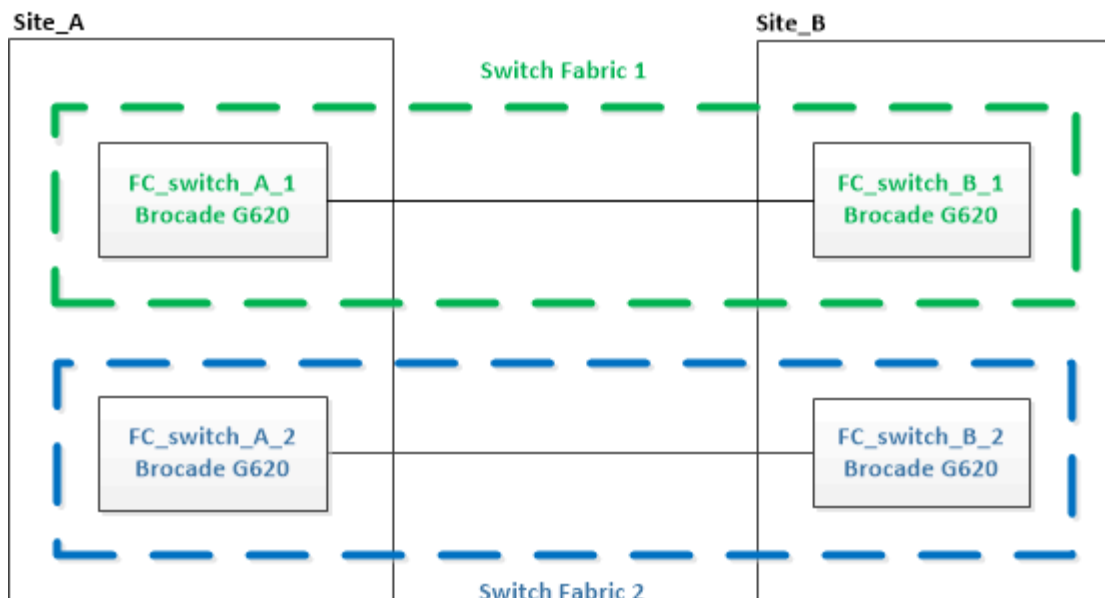 Site_A
Site_B
Switch Fabric 1
FC_switch_A_1
Brocade G620
FC_switch_B_1
Brocade G620
FC_switch_A_2
Brocade G620
FC_switch_B_2
Brocade G620
Switch Fabric 2